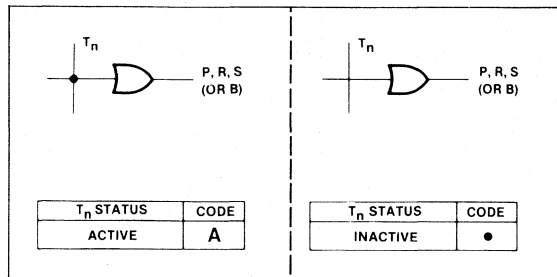 Tn
P, R, S
(OR B)
Tn STATUS CODE
ACTIVE A
Tn
P, R, S
(OR B)
Tn STATUS CODE
INACTIVE ●